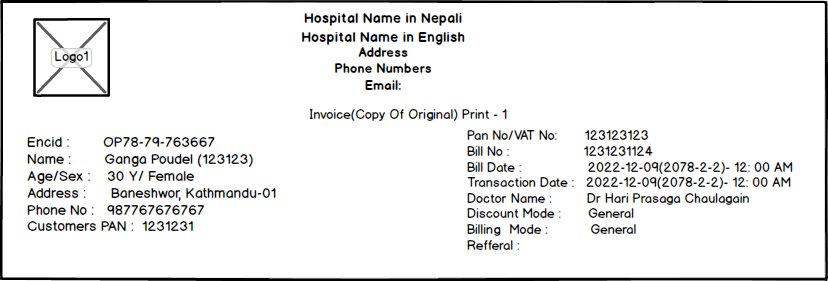 Logo1
Hospital Name in Nepali
Hospital Name in English
Address
Phone Numbers
Email:
Invoice(Copy Of Original) Print - 1
Encid : OP78-79-763667
Name : Ganga Poudel (123123)
Age/Sex : 30 Y/ Female
Address : Baneshwor, Kathmandu-01
Phone No : 987767676767
Customers PAN : 1231231
Pan No/VAT No: 123123123
Bill No : 1231231124
Bill Date : 2022-12-09(2078-2-2)- 12: 00 AM
Transaction Date : 2022-12-09(2078-2-2)- 12: 00 AM
Doctor Name : Dr Hari Prasaga Chaulagain
Discount Mode : General
Billing Mode : General
Refferal :